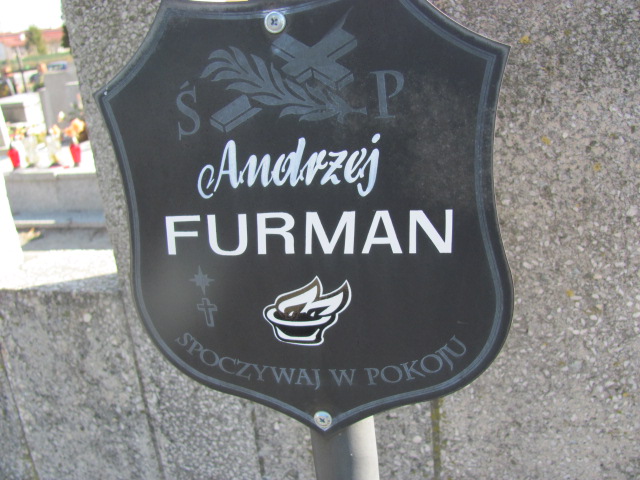 Ś P
Andrzej
FURMAN
SPOCZYWAJ W POKOJU